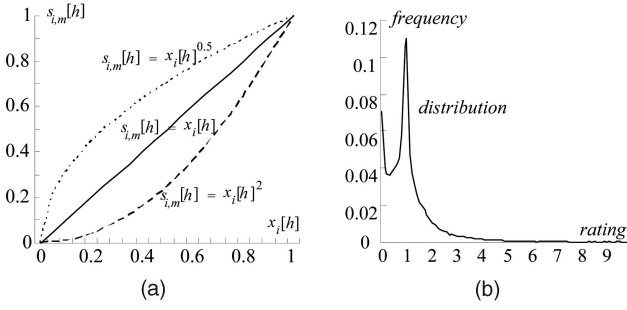 1 s_{i,m}[h]
0.8
0.6
0.4
0.2
0
s_{i,m}[h] = x_i[h]^{0.5}
s_{i,m}[h] = x_i[h]
s_{i,m}[h] = x_i[h]^2
x_i[h]
0 0.2 0.4 0.6 0.8 1
(a)
0.12 frequency
0.1
0.08
0.06
0.04
0.02
0
distribution
rating
0 1 2 3 4 5 6 7 8 9
(b)